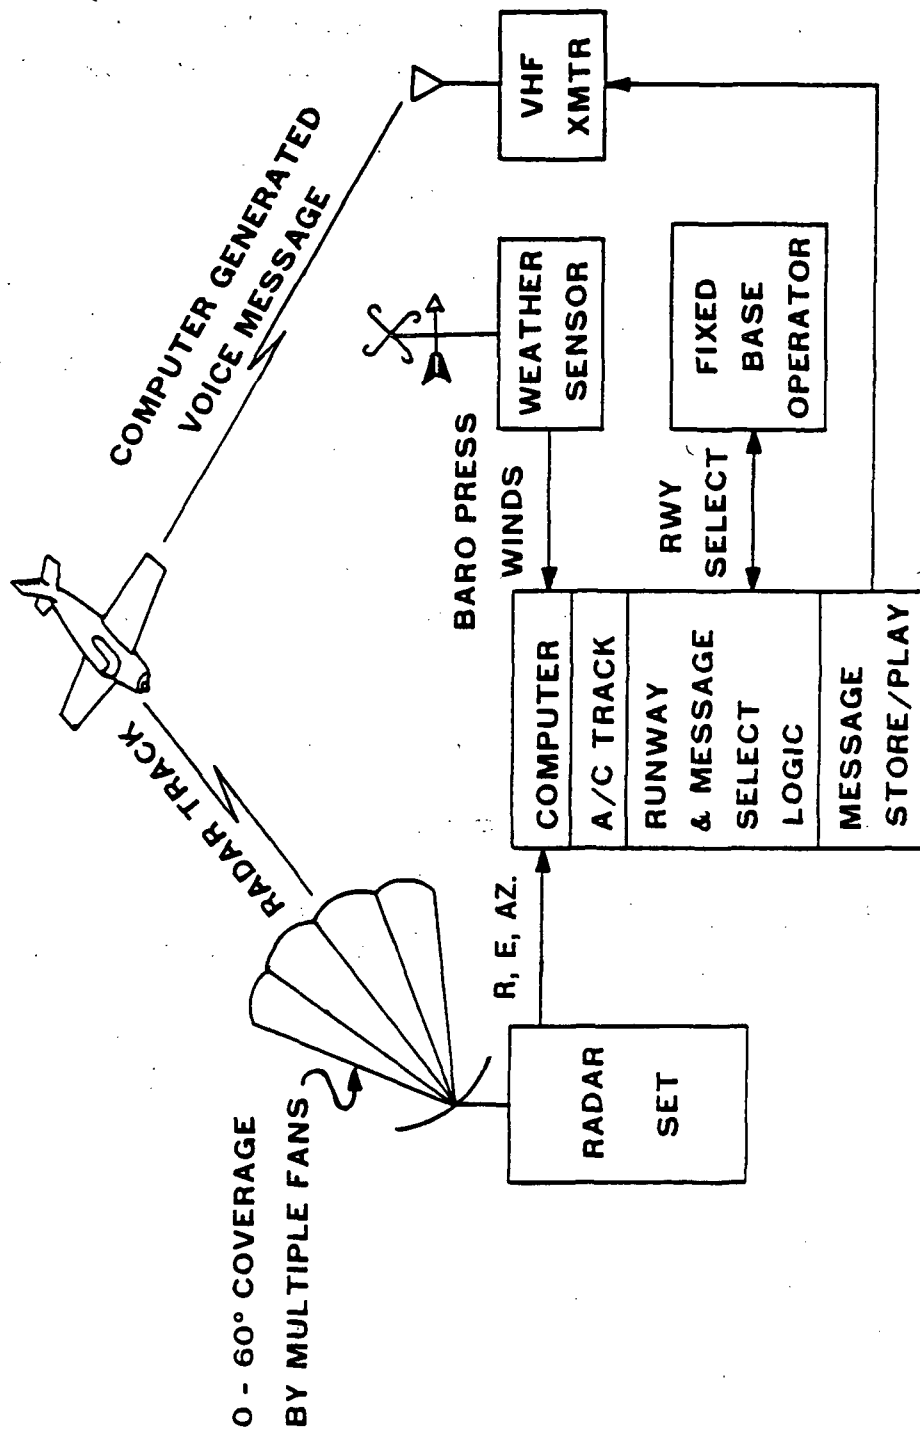 COMPUTER GENERATED
VOICE MESSAGE
RADAR TRACK
0 - 60° COVERAGE
BY MULTIPLE FANS
BARO PRESS
WINDS
WEATHER
SENSOR
VHF
XMTR
R, E, AZ.
RADAR
SET
COMPUTER
A/C TRACK
RUNWAY
& MESSAGE
SELECT
LOGIC
MESSAGE
STORE/PLAY
RWY
SELECT
FIXED
BASE
OPERATOR